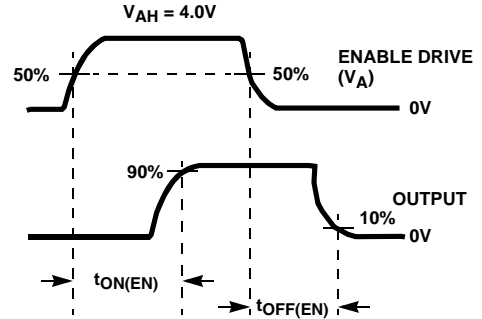 VAH = 4.0V
50%
50%
ENABLE DRIVE
(VA)
0V
90%
OUTPUT
10%
0V
tON(EN)
tOFF(EN)